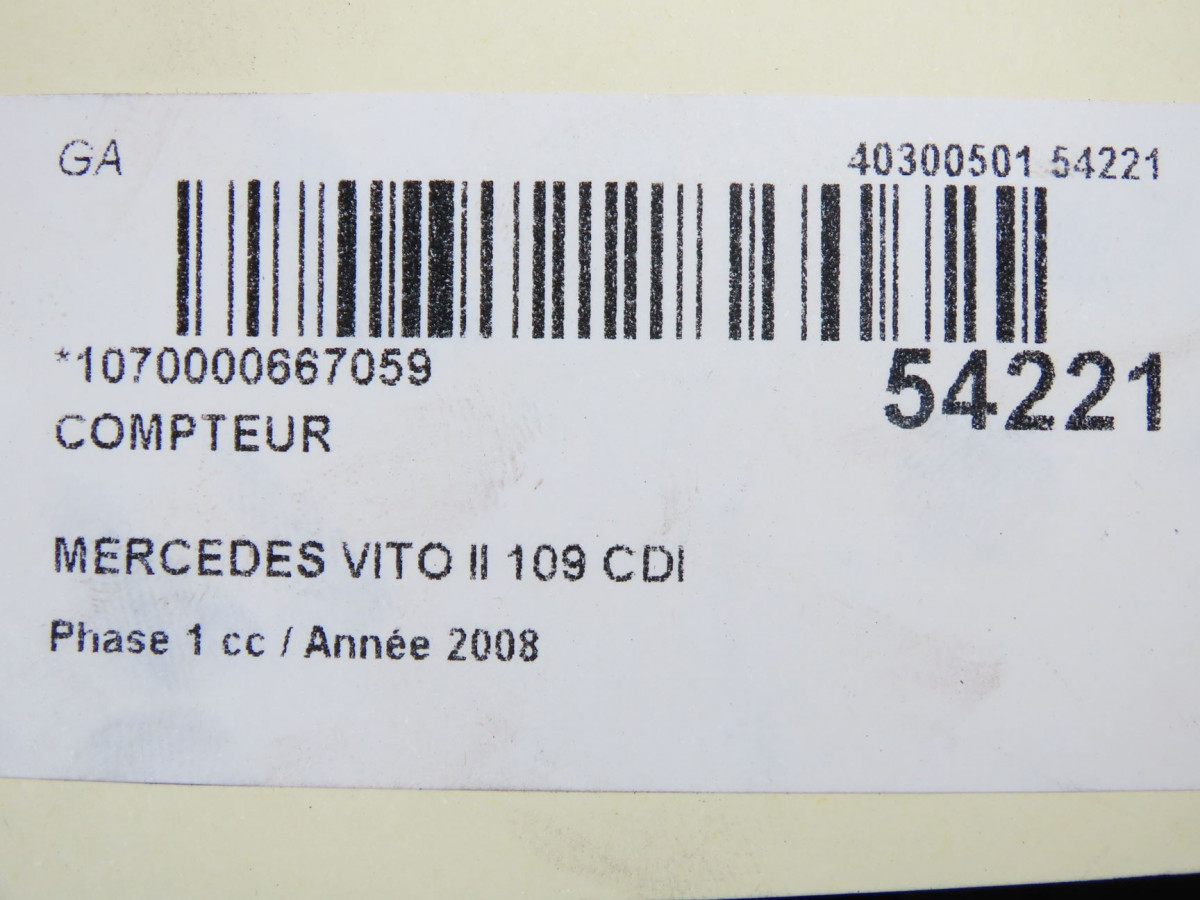 GA 40300501 54221
*1070000667059 54221
COMPTEUR
MERCEDES VITO II 109 CDI
Phase 1 cc / Année 2008